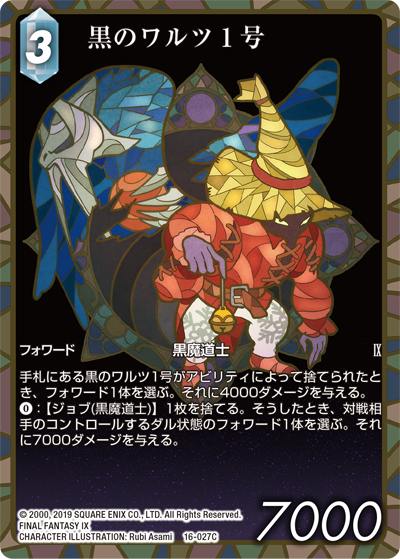 3
黒のワルツ1号
フォワード
黒魔道士
Ⅸ
手札にある黒のワルツ1号がアビリティによって捨てられたと
き、フォワード1体を選ぶ。それに4000ダメージを与える。
0:【ジョブ(黒魔道士)】1枚を捨てる。そうしたとき、対戦相
手のコントロールするダル状態のフォワード1体を選ぶ。それ
に7000ダメージを与える。
© 2000, 2019 SQUARE ENIX CO., LTD. All Rights Reserved.
FINAL FANTASY IX
CHARACTER ILLUSTRATION: Rubi Asami 16-027C
7000